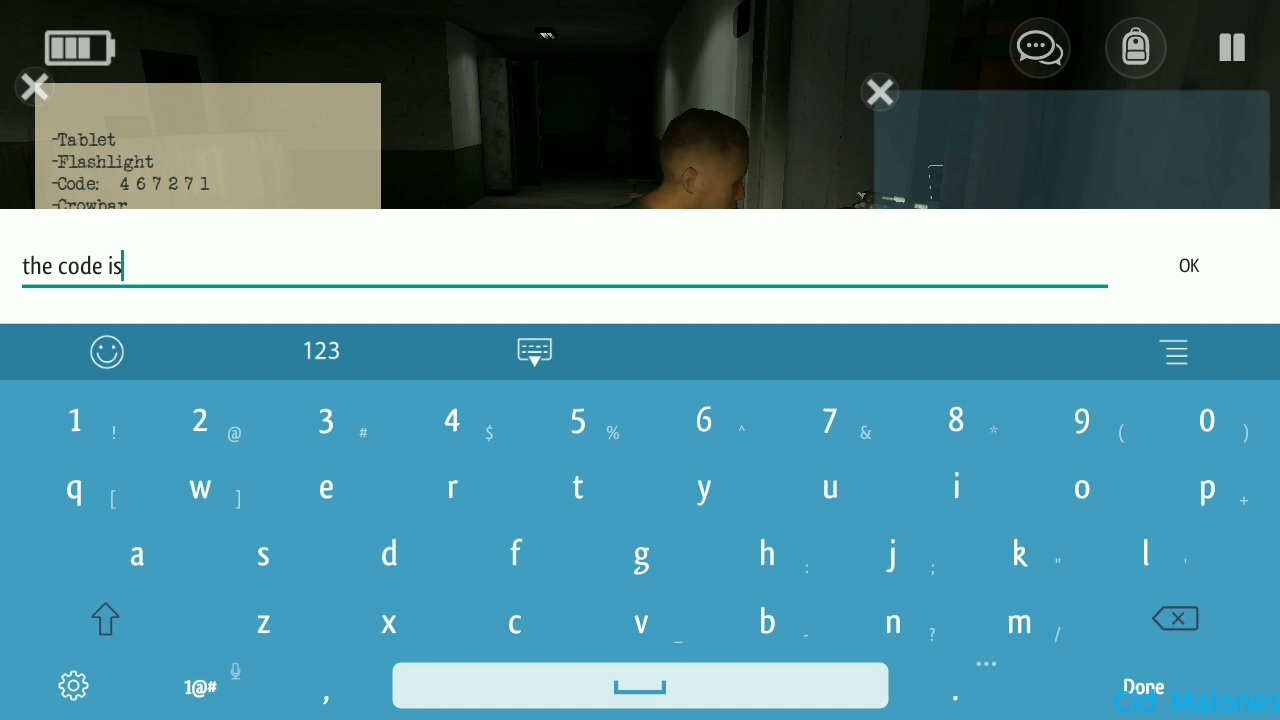 -Tablet
-Flashlight
-Code: 4 6 7 2 7 1
-Crowbar
the code is
OK
123
1 ! 2 @ 3 # 4 $ 5 % 6 ^ 7 & 8 * 9 ( 0 )
q [ w ] e r t y u i o p +
a s d f g h : j ; k " l '
z x c v _ b - n ? m /
1@# , . ... Done